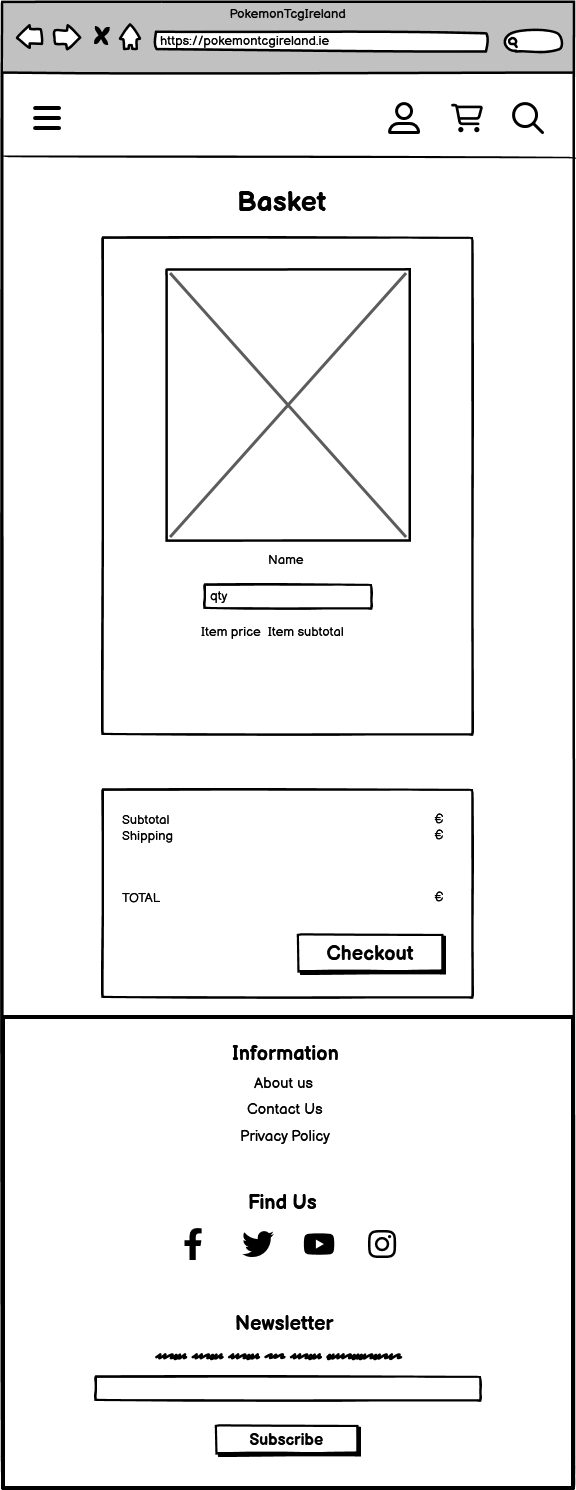 PokemonTcgIreland
https://pokemontcgireland.ie
Basket
Name
qty
Item price Item subtotal
Subtotal €
Shipping €
TOTAL €
Checkout
Information
About us
Contact Us
Privacy Policy
Find Us
Newsletter
Subscribe